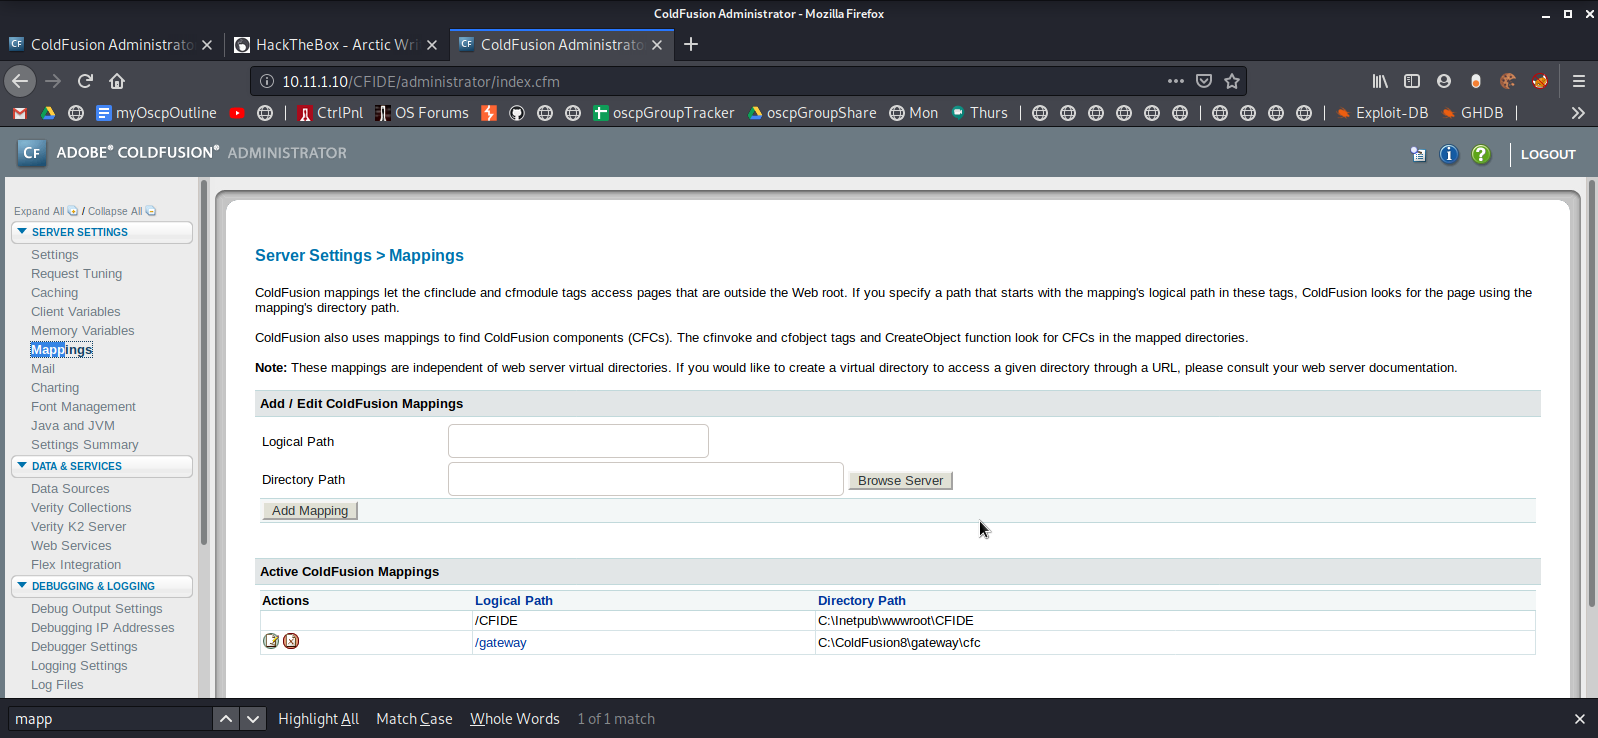 ColdFusion Administrator - Mozilla Firefox
ColdFusion Administrato
HackTheBox - Arctic Wri
ColdFusion Administrato
10.11.1.10/CFIDE/administrator/index.cfm
myOscpOutline CtrlPnl OS Forums oscpGroupTracker oscpGroupShare Mon Thurs Exploit-DB GHDB
CF ADOBE® COLDFUSION® ADMINISTRATOR
LOGOUT
Expand All / Collapse All
SERVER SETTINGS
Settings
Request Tuning
Caching
Client Variables
Memory Variables
Mappings
Mail
Charting
Font Management
Java and JVM
Settings Summary
DATA & SERVICES
Data Sources
Verity Collections
Verity K2 Server
Web Services
Flex Integration
DEBUGGING & LOGGING
Debug Output Settings
Debugging IP Addresses
Debugger Settings
Logging Settings
Log Files
Server Settings > Mappings
ColdFusion mappings let the cfinclude and cfmodule tags access pages that are outside the Web root. If you specify a path that starts with the mapping's logical path in these tags, ColdFusion looks for the page using the
mapping's directory path.
ColdFusion also uses mappings to find ColdFusion components (CFCs). The cfinvoke and cfobject tags and CreateObject function look for CFCs in the mapped directories.
Note: These mappings are independent of web server virtual directories. If you would like to create a virtual directory to access a given directory through a URL, please consult your web server documentation.
Add / Edit ColdFusion Mappings
Logical Path
Directory Path
Browse Server
Add Mapping
Active ColdFusion Mappings
Actions Logical Path Directory Path
/CFIDE C:\Inetpub\wwwroot\CFIDE
/gateway C:\ColdFusion8\gateway\cfc
mapp Highlight All Match Case Whole Words 1 of 1 match